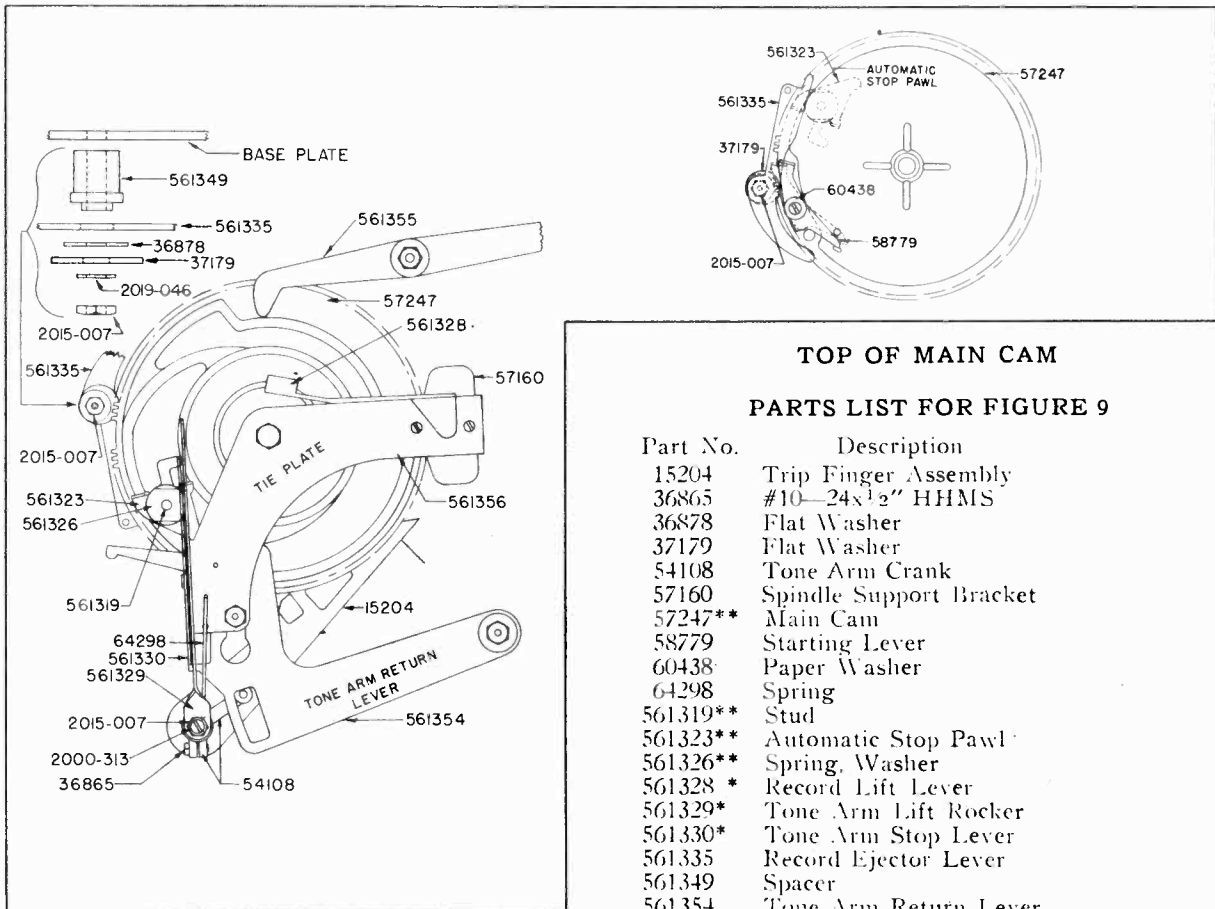 561323
AUTOMATIC
STOP PAWL
57247
561335
37179
60438
58779
2015-007
BASE PLATE
561349
561335
36878
37179
2019-046
2015-007
561335
561355
57247
561328
57160
2015-007
TIE PLATE
561323
561326
561356
561319
15204
64298
561330
561329
TONE ARM RETURN
LEVER
2015-007
561354
2000-313
36865
54108
TOP OF MAIN CAM
PARTS LIST FOR FIGURE 9
Part No. Description
15204 Trip Finger Assembly
36865 #10—24x½" HHMS
36878 Flat Washer
37179 Flat Washer
54108 Tone Arm Crank
57160 Spindle Support Bracket
57247** Main Cam
58779 Starting Lever
60438 Paper Washer
64298 Spring
561319** Stud
561323** Automatic Stop Pawl
561326** Spring, Washer
561328 * Record Lift Lever
561329* Tone Arm Lift Rocker
561330* Tone Arm Stop Lever
561335 Record Ejector Lever
561349 Spacer
561354 Tone Arm Return Lever